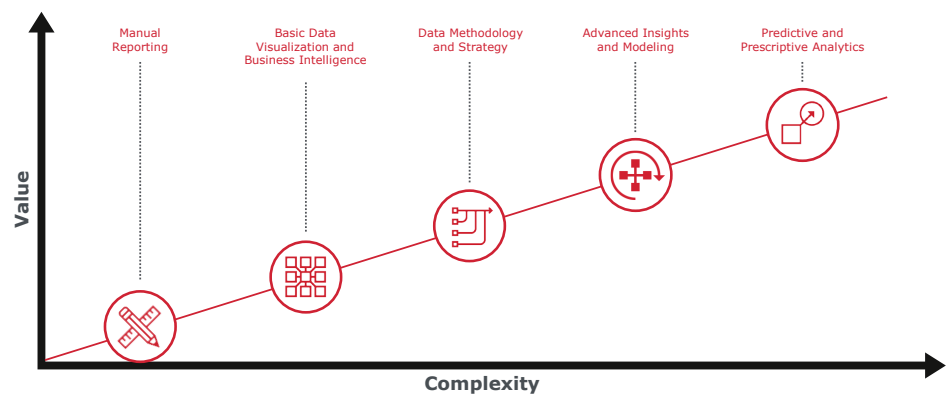 Manual
Reporting
Basic Data
Visualization and
Business Intelligence
Data Methodology
and Strategy
Advanced Insights
and Modeling
Predictive and
Prescriptive Analytics
Value
Complexity